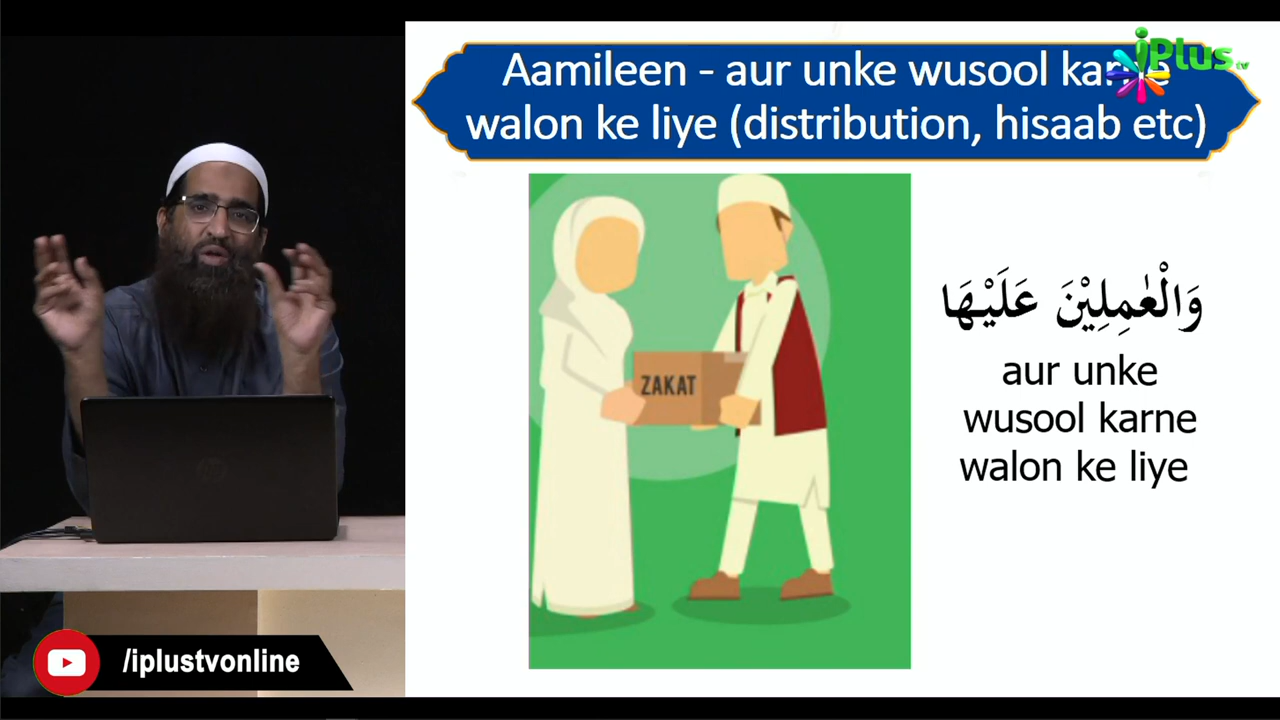 Aamileen - aur unke wusool karne
walon ke liye (distribution, hisaab etc)
iPlus tv
ZAKAT
وَالْعٰمِلِيْنَ عَلَيْهَا
aur unke
wusool karne
walon ke liye
/iplustvonline